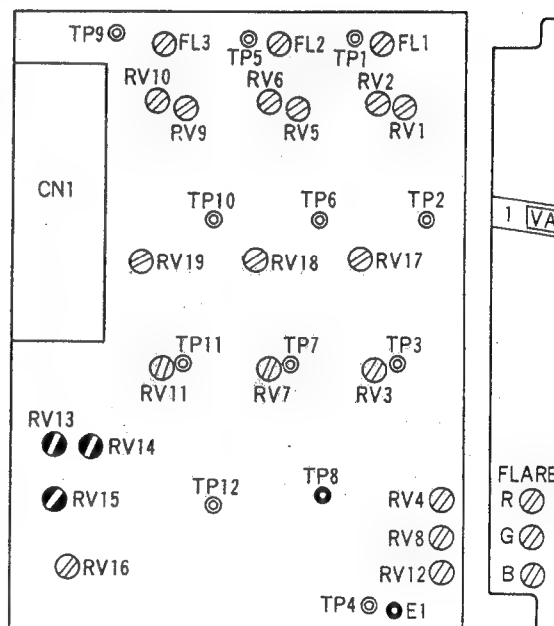 TP9 FL3 TP5 FL2 TP1 FL1
RV10 RV6 RV2
RV9 RV5 RV1
CN1
TP10 TP6 TP2
1 VA
RV19 RV18 RV17
TP11 TP7 TP3
RV11 RV7 RV3
RV13
RV14
FLARE
RV15 TP12 TP8 RV4 R
RV8 G
RV16 RV12 B
TP4 E1